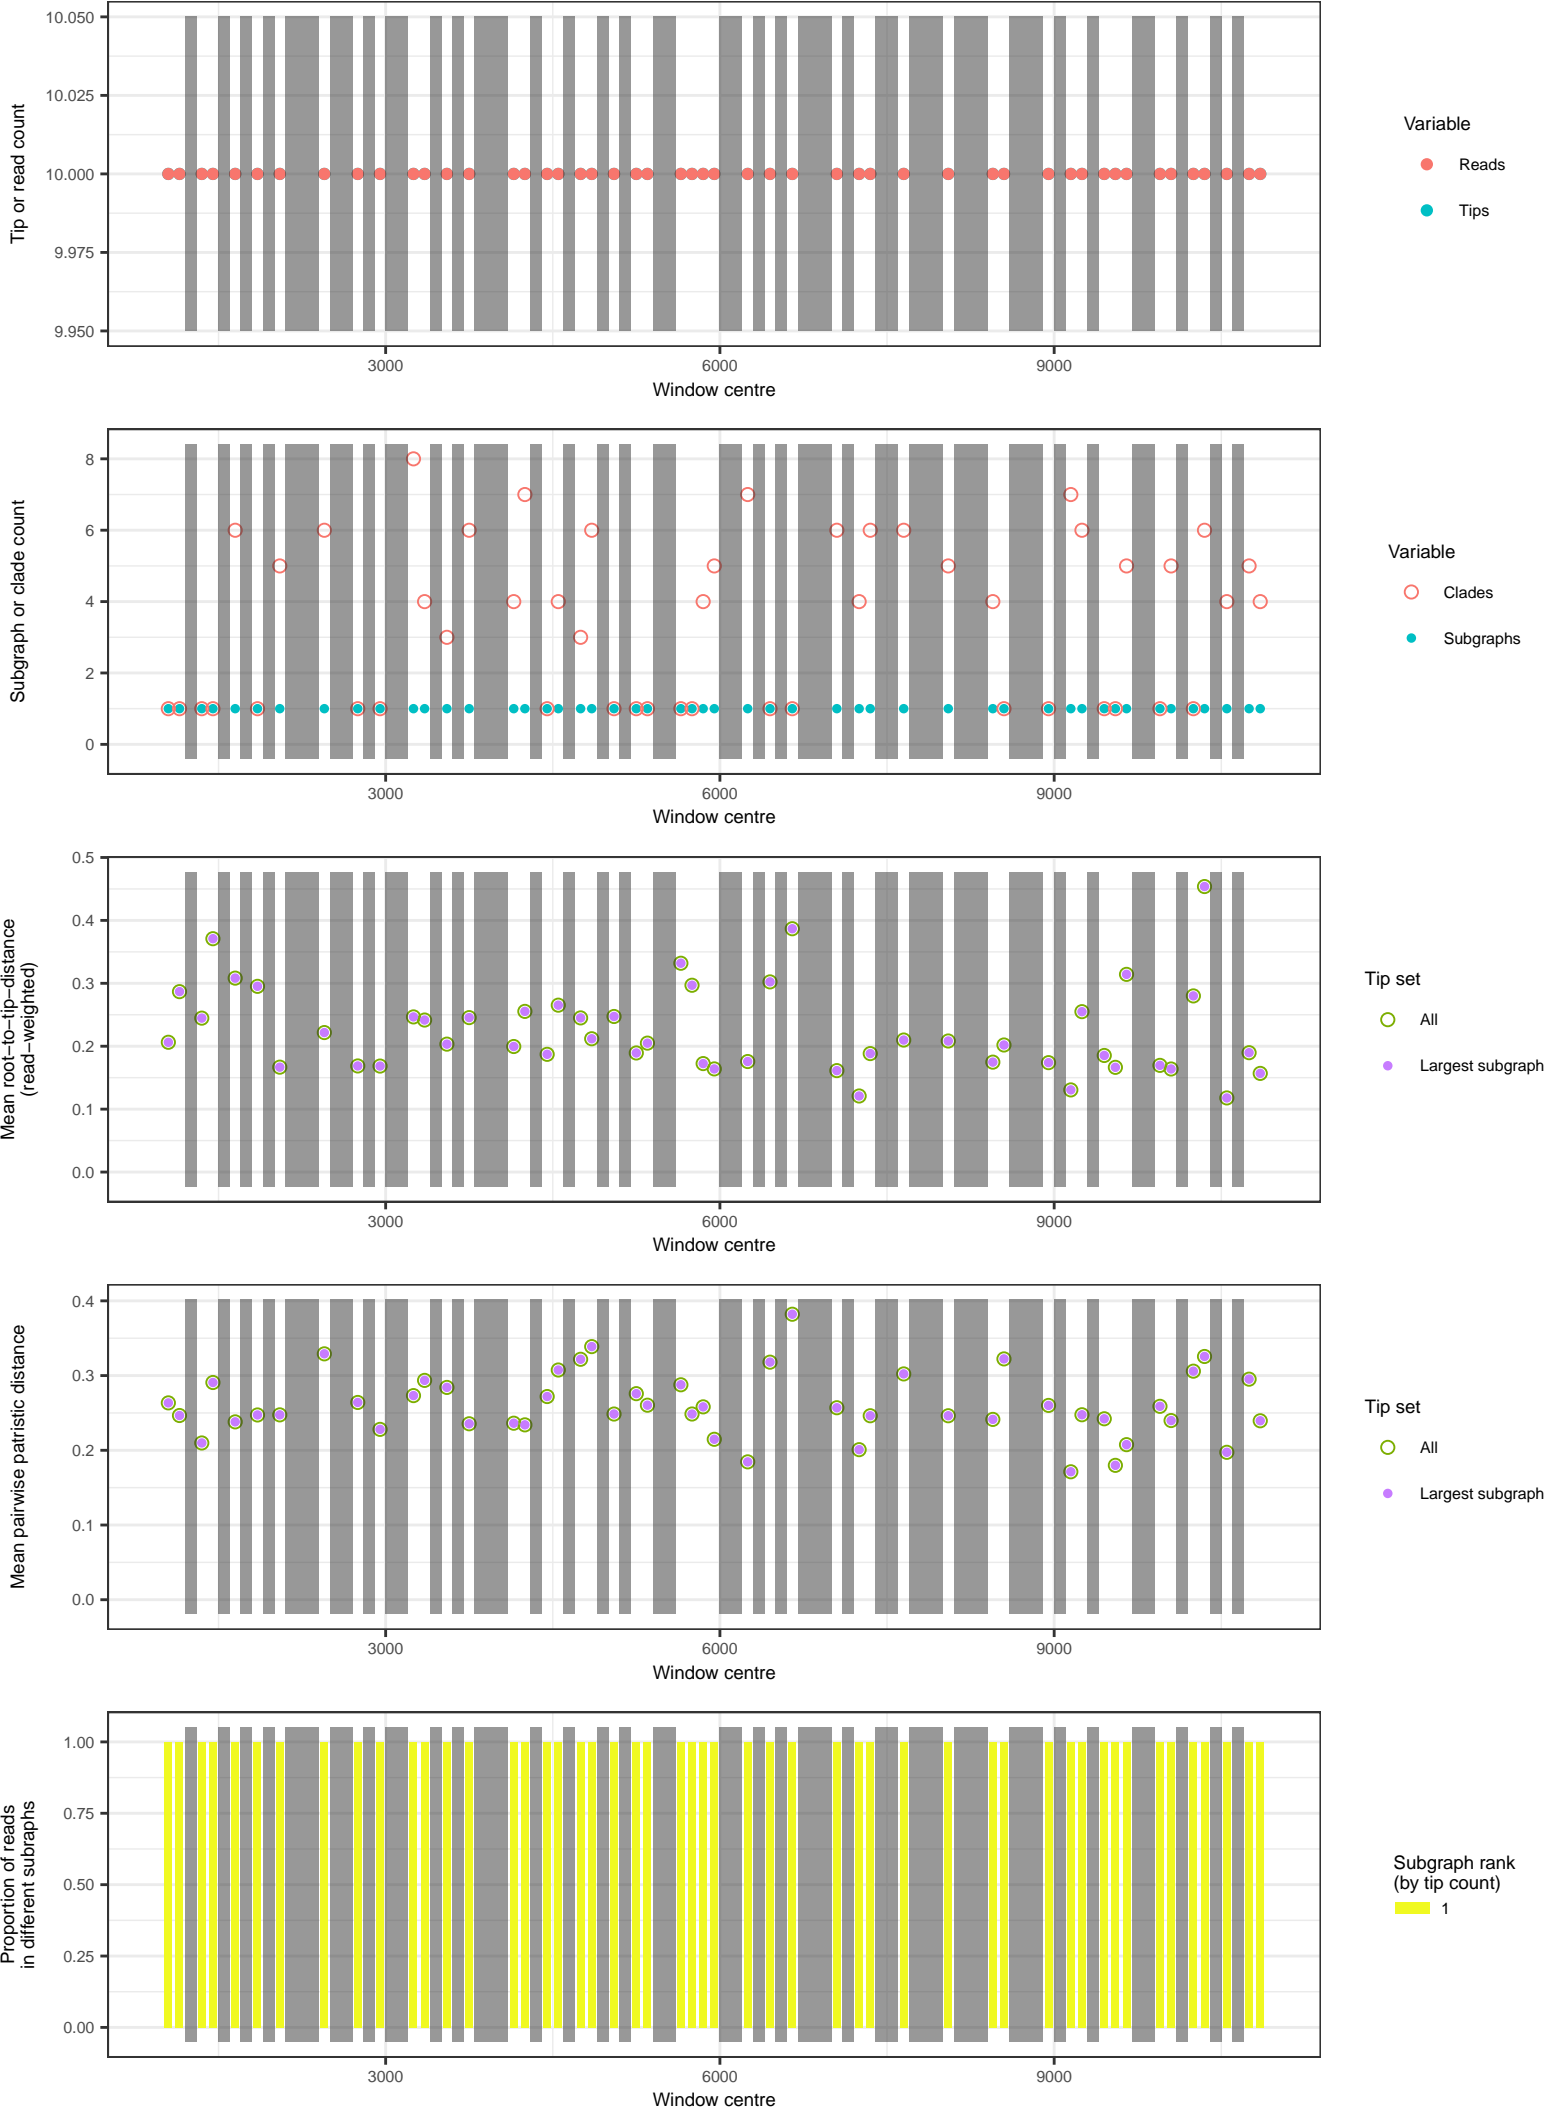 10.050
10.025
10.000
9.975
9.950
Tip or read count
3000
6000
9000
Window centre
Variable
Reads
Tips
8
6
4
2
0
Subgraph or clade count
3000
6000
9000
Window centre
Variable
Clades
Subgraphs
0.5
0.4
0.3
0.2
0.1
0.0
Mean root−to−tip−distance
(read−weighted)
3000
6000
9000
Window centre
Tip set
All
Largest subgraph
0.4
0.3
0.2
0.1
0.0
Mean pairwise patristic distance
3000
6000
9000
Window centre
Tip set
All
Largest subgraph
1.00
0.75
0.50
0.25
0.00
Proportion of reads
in different subraphs
3000
6000
9000
Window centre
Subgraph rank
(by tip count)
1